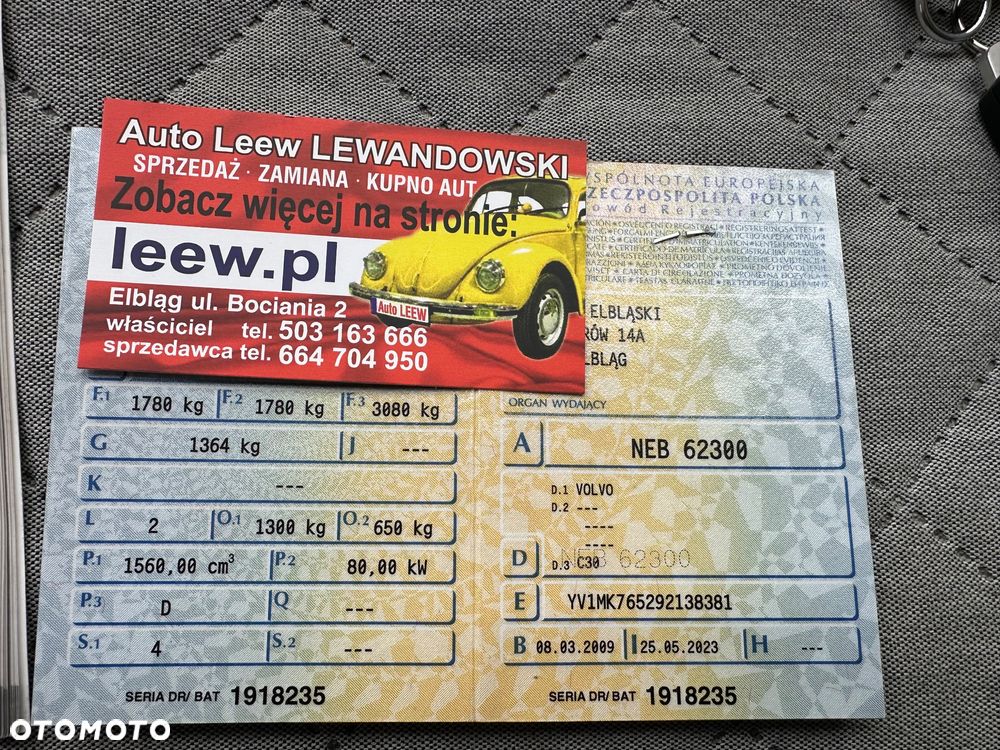 Auto Leew LEWANDOWSKI
SPRZEDAŻ · ZAMIANA · KUPNO AUT
Zobacz więcej na stronie:
leew.pl
Elbląg ul. Bociania 2
właściciel tel. 503 163 666
sprzedawca tel. 664 704 950
Auto LEEW
F.1 1780 kg F.2 1780 kg F.3 3080 kg
G 1364 kg J ---
K ---
L 2 O.1 1300 kg O.2 650 kg
P.1 1560,00 cm³ P.2 80,00 kW
P.3 D Q ---
S.1 4 S.2 ---
SERIA DR/ BAT 1918235
EUROPEJSKA
POLSKA
Rejestracyjny
ELBLĄSKI
14A
ORGAN WYDAJĄCY
A NEB 62300
D.1 VOLVO
D.2 ---
----
----
D D.3 C30
NEB 62300
E YV1MK765292138381
B 08.03.2009 I 25.05.2023 H ---
SERIA DR/ BAT 1918235
OTOMOTO